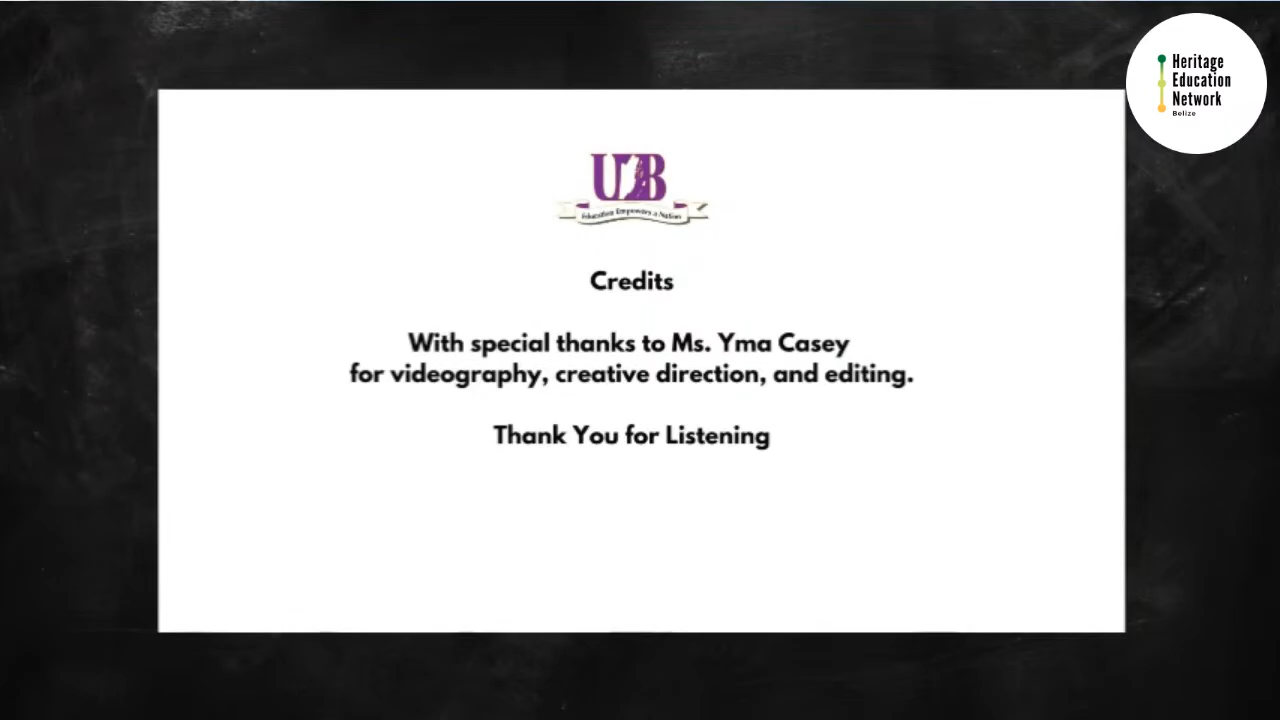 Heritage
Education
Network
Belize
UB
Education Empowers a Nation
Credits
With special thanks to Ms. Yma Casey
for videography, creative direction, and editing.
Thank You for Listening